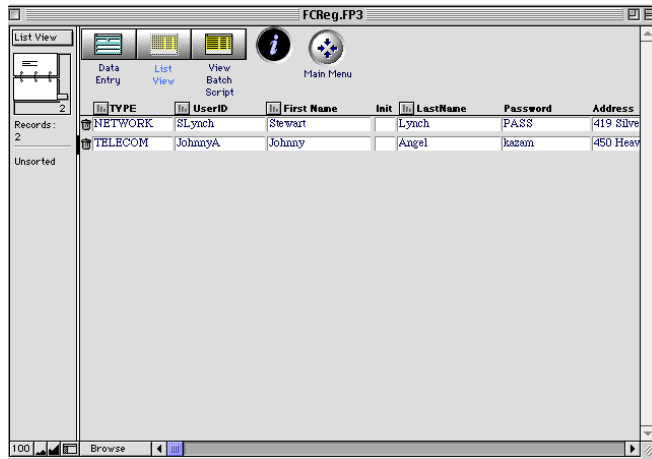 FCReg.FP3
List View
Data Entry
List View
View Batch Script
i
Main Menu
2
TYPE UserID First Name Init LastName Password Address
Records:
2
NETWORK SLynch Stewart Lynch PASS 419 Silve
TELECOM JohnnyA Johnny Angel kazam 450 Heav
Unsorted
100 Browse